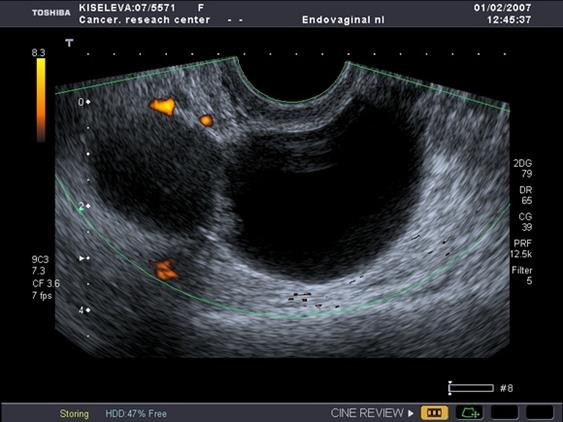 TOSHIBA KISELEVA:07/5571 F 01/02/2007
Cancer. reseach center - - Endovaginal nl 12:45:37
T
8.3
0
2
4
2DG
79
DR
65
CG
39
PRF
12.5k
Filter
5
9C3
7.3
CF 3.6
7 fps
#8
Storing HDD:47% Free CINE REVIEW